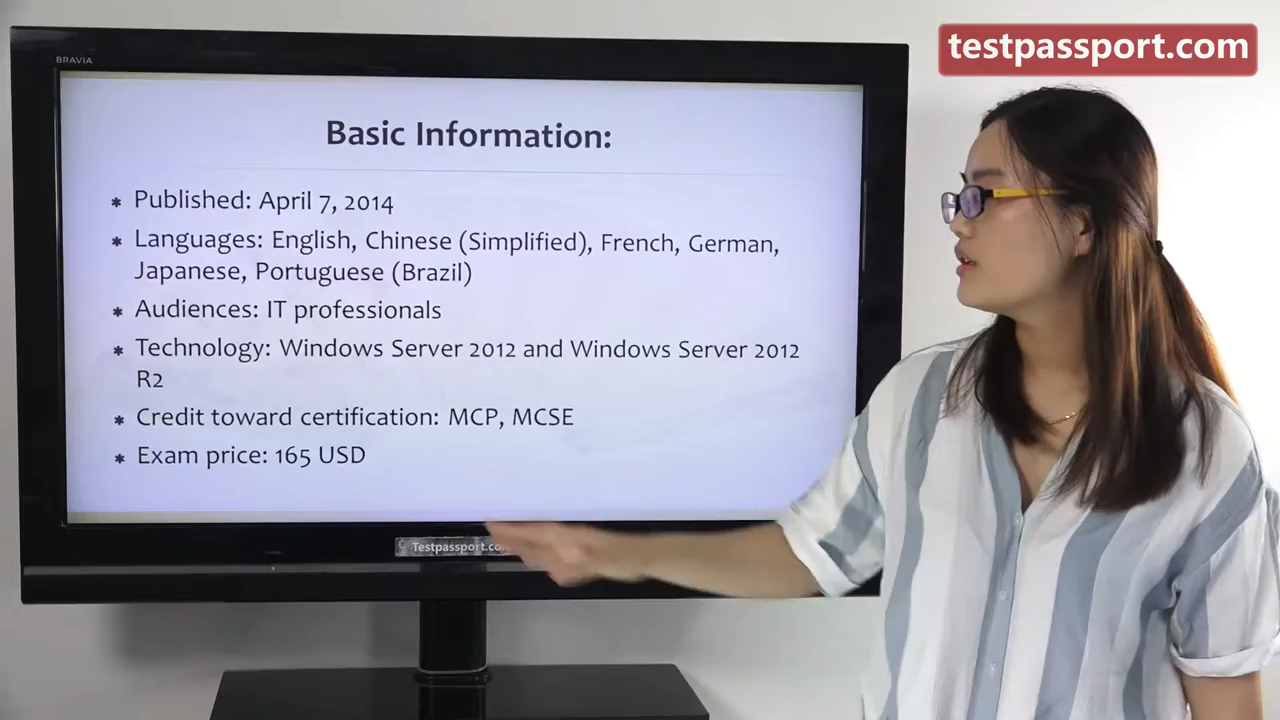 testpassport.com
BRAVIA
Basic Information:
* Published: April 7, 2014
* Languages: English, Chinese (Simplified), French, German,
Japanese, Portuguese (Brazil)
* Audiences: IT professionals
* Technology: Windows Server 2012 and Windows Server 2012
R2
* Credit toward certification: MCP, MCSE
* Exam price: 165 USD
Testpassport.co